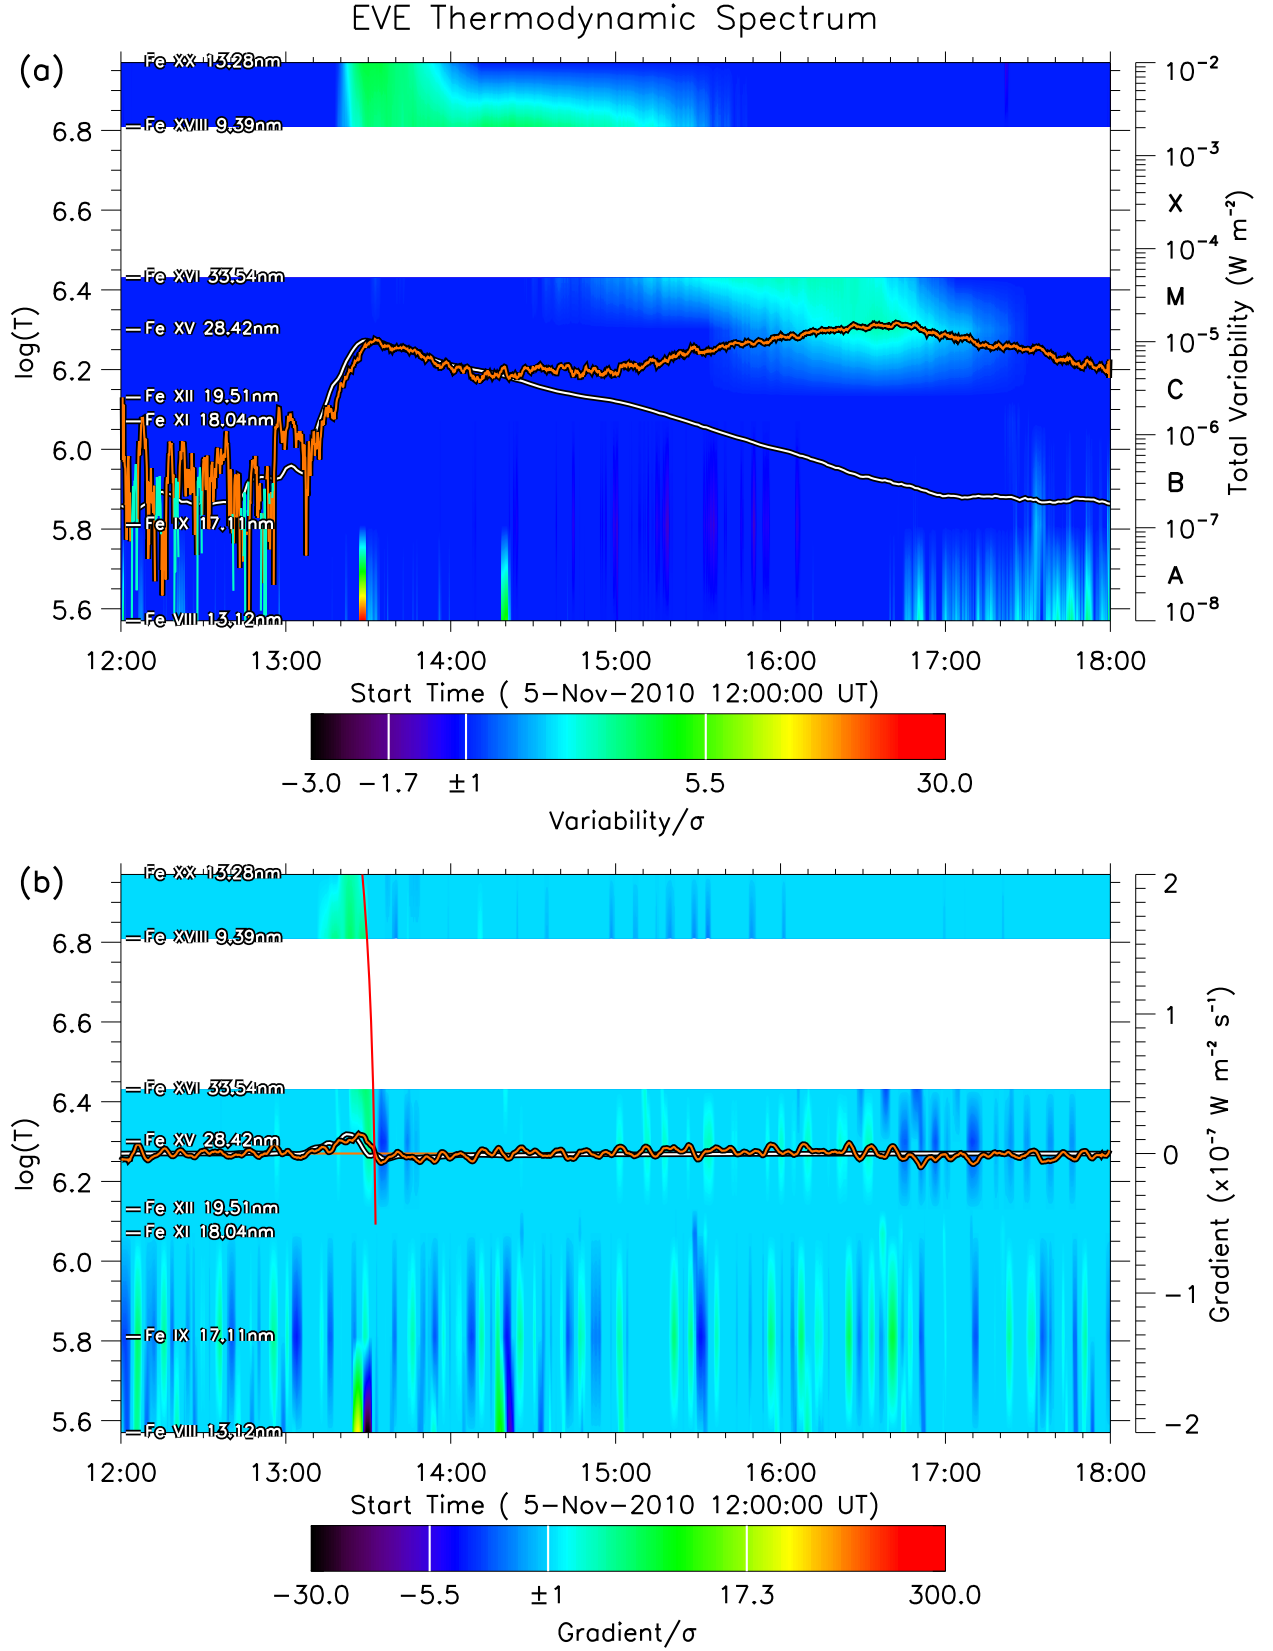 EVE Thermodynamic Spectrum
(a)
Fe XX 13.28nm
Fe XVIII 9.39nm
Fe XVI 33.54nm
Fe XV 28.42nm
Fe XII 19.51nm
Fe XI 18.04nm
Fe IX 17.11nm
Fe VIII 13.12nm
6.8
6.6
6.4
6.2
6.0
5.8
5.6
log(T)
10⁻²
10⁻³
X
10⁻⁴
M
10⁻⁵
C
10⁻⁶
B
10⁻⁷
A
10⁻⁸
Total Variability (W m⁻²)
12:00 13:00 14:00 15:00 16:00 17:00 18:00
Start Time ( 5-Nov-2010 12:00:00 UT)
-3.0 -1.7 ±1 5.5 30.0
Variability/σ
(b)
Fe XX 13.28nm
Fe XVIII 9.39nm
Fe XVI 33.54nm
Fe XV 28.42nm
Fe XII 19.51nm
Fe XI 18.04nm
Fe IX 17.11nm
Fe VIII 13.12nm
6.8
6.6
6.4
6.2
6.0
5.8
5.6
log(T)
2
1
0
-1
-2
Gradient (x10⁻⁷ W m⁻² s⁻¹)
12:00 13:00 14:00 15:00 16:00 17:00 18:00
Start Time ( 5-Nov-2010 12:00:00 UT)
-30.0 -5.5 ±1 17.3 300.0
Gradient/σ